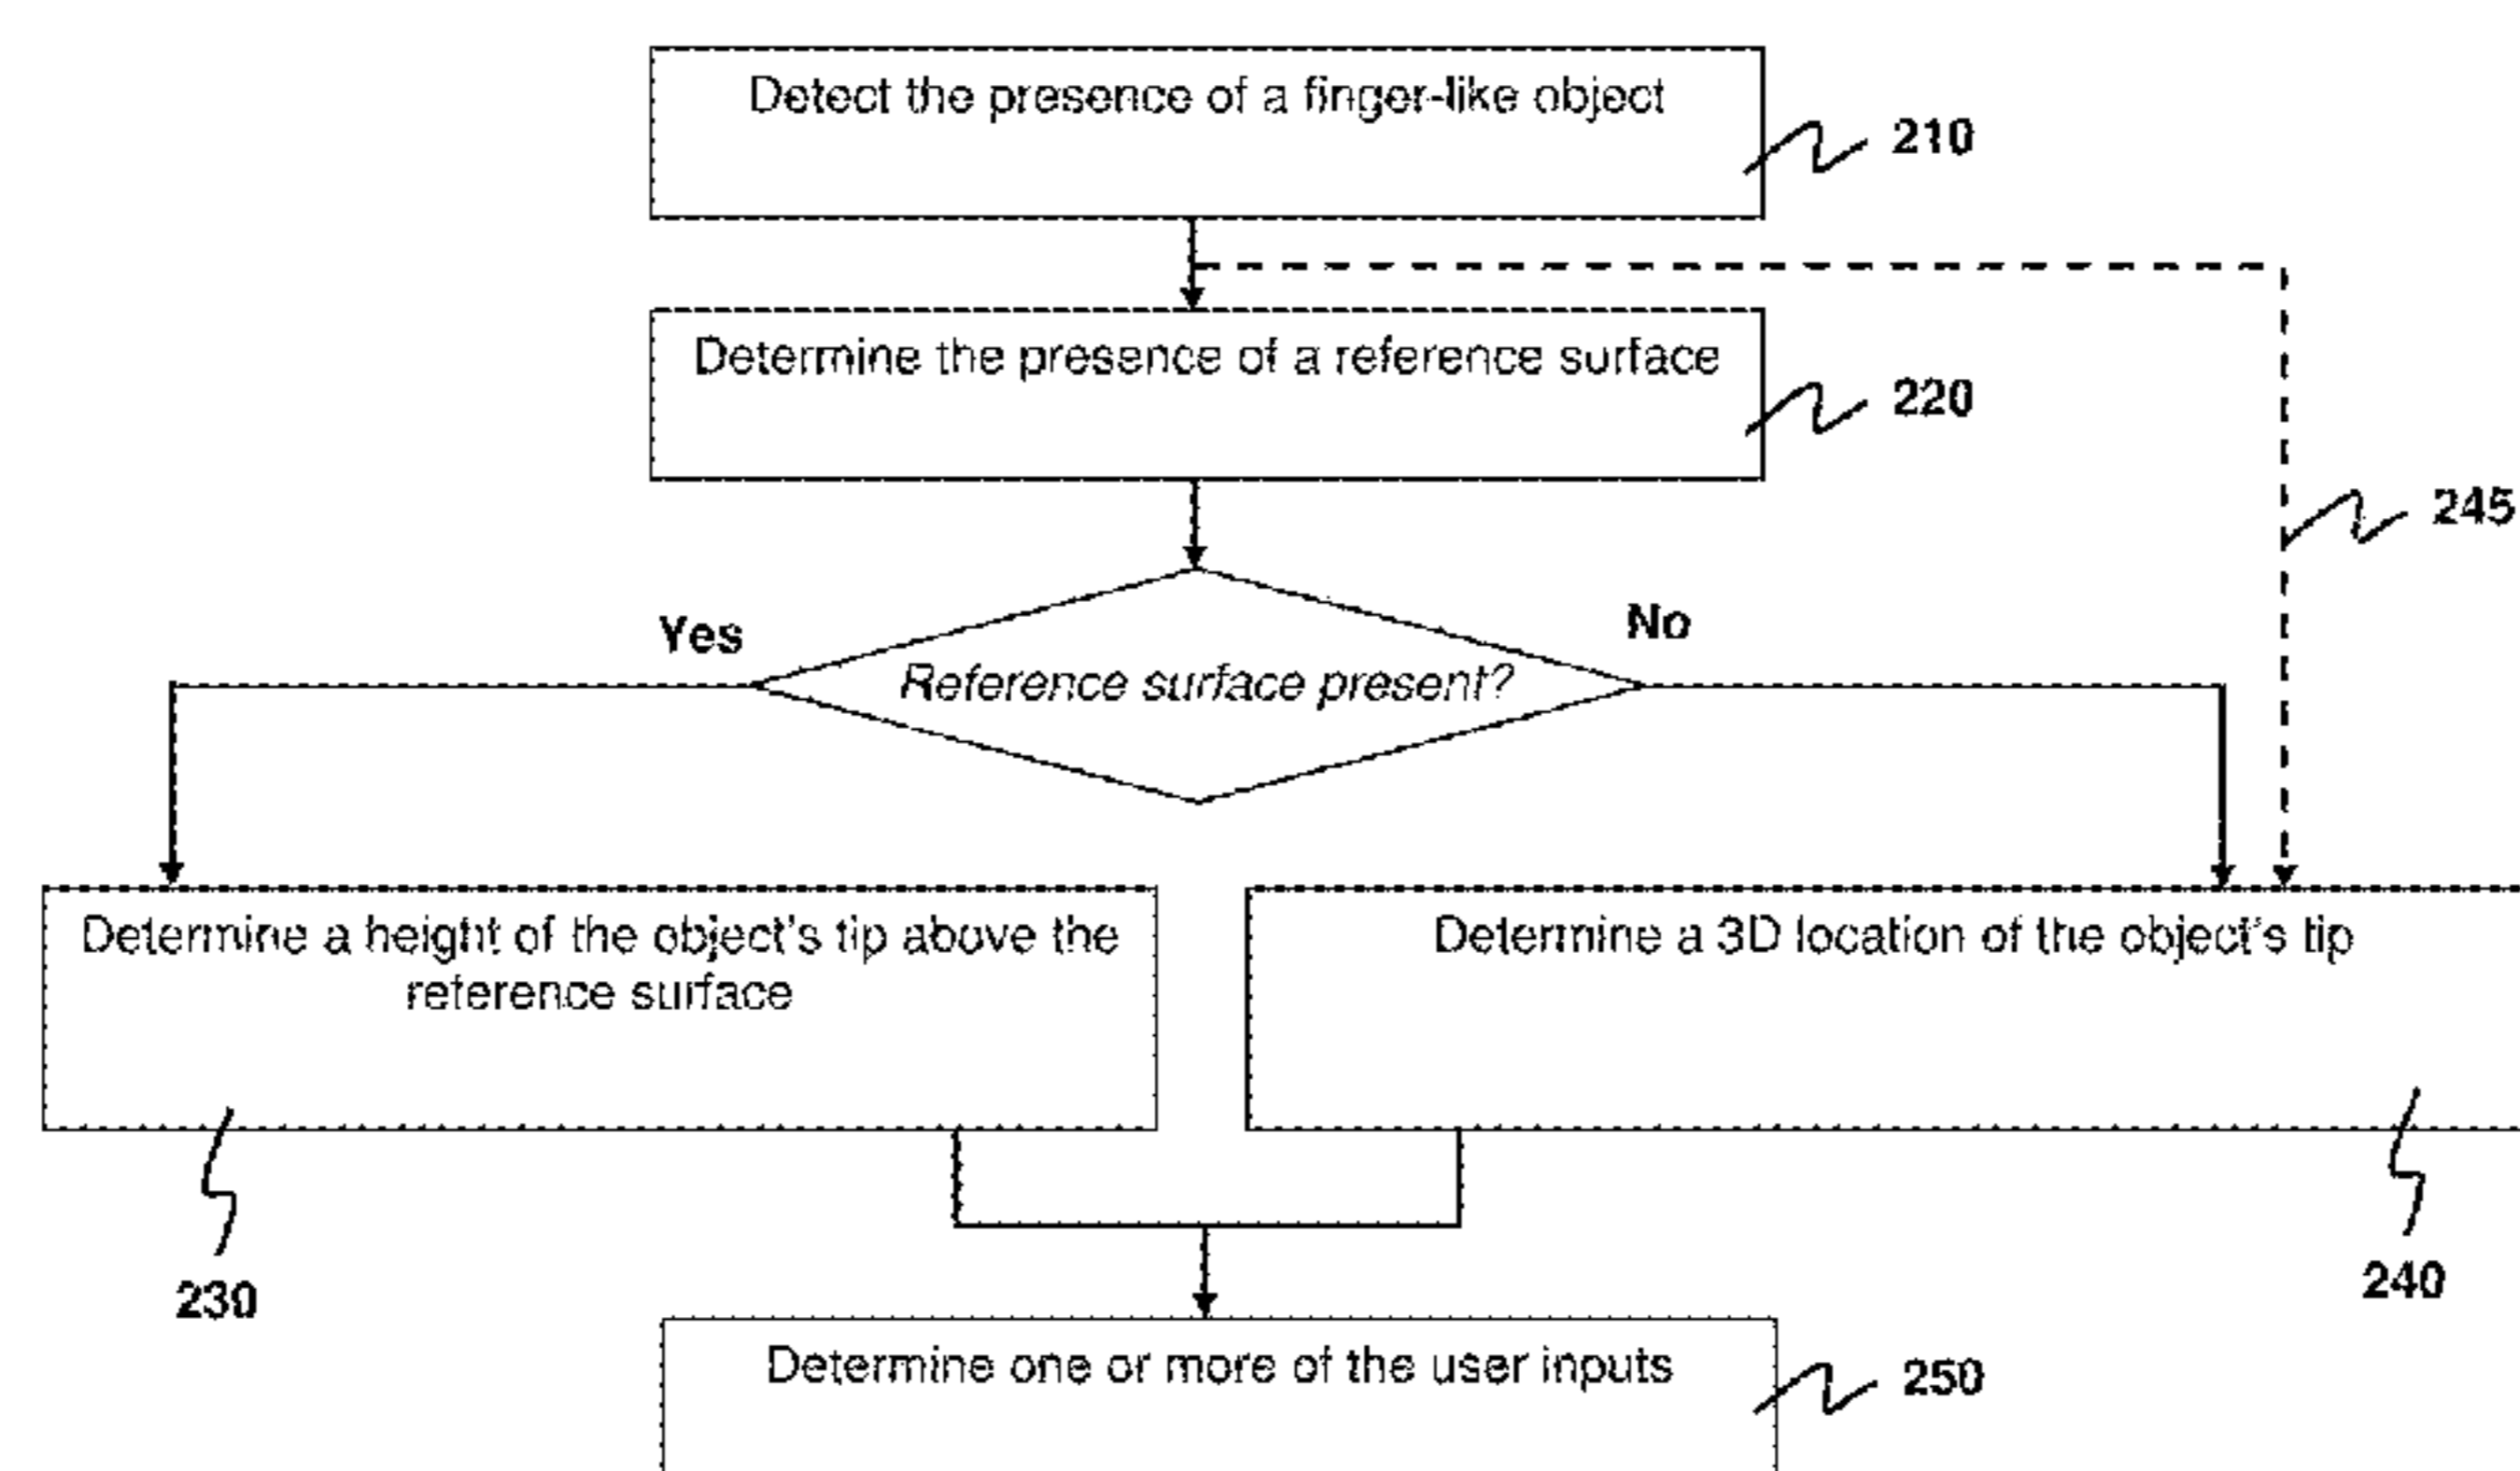 Detect the presence of a finger-like object
210
Determine the presence of a reference surface
220
245
Yes
No
Reference surface present?
Determine a height of the object's tip above the
reference surface
Determine a 3D location of the object's tip
230
240
Determine one or more of the user inputs
250